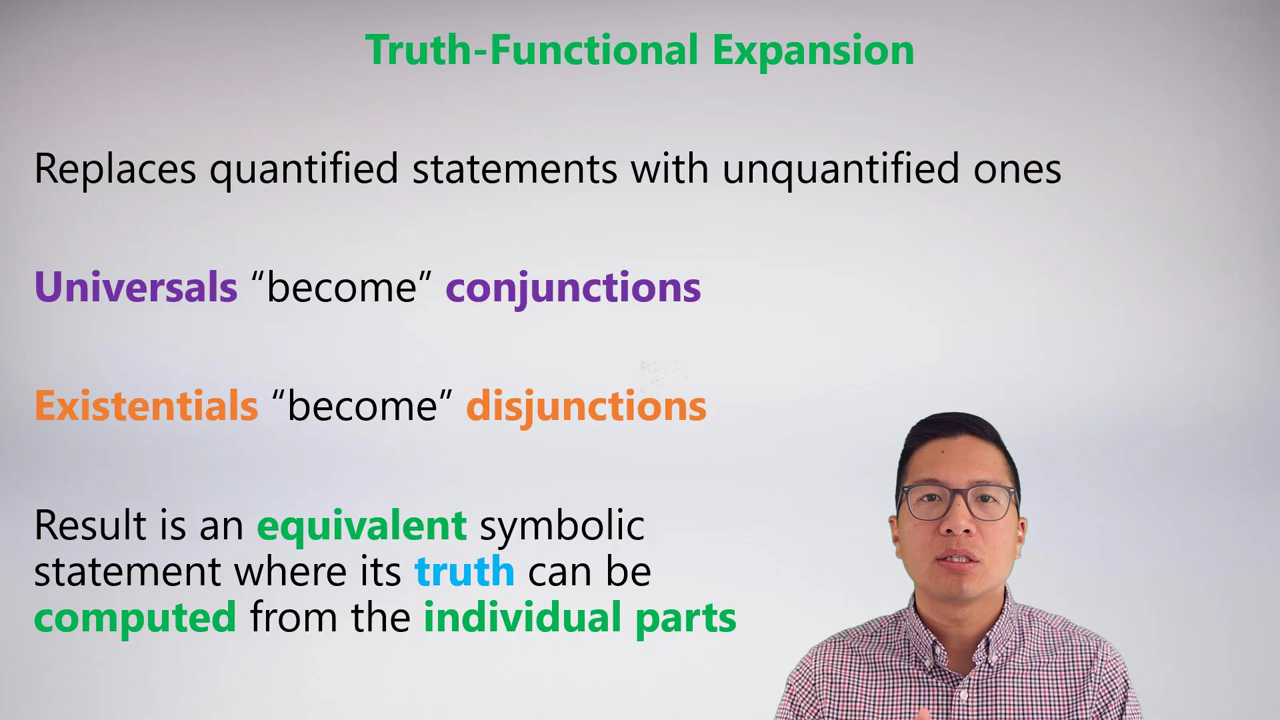 Truth-Functional Expansion
Replaces quantified statements with unquantified ones
Universals “become” conjunctions
Existentials “become” disjunctions
Result is an equivalent symbolic
statement where its truth can be
computed from the individual parts